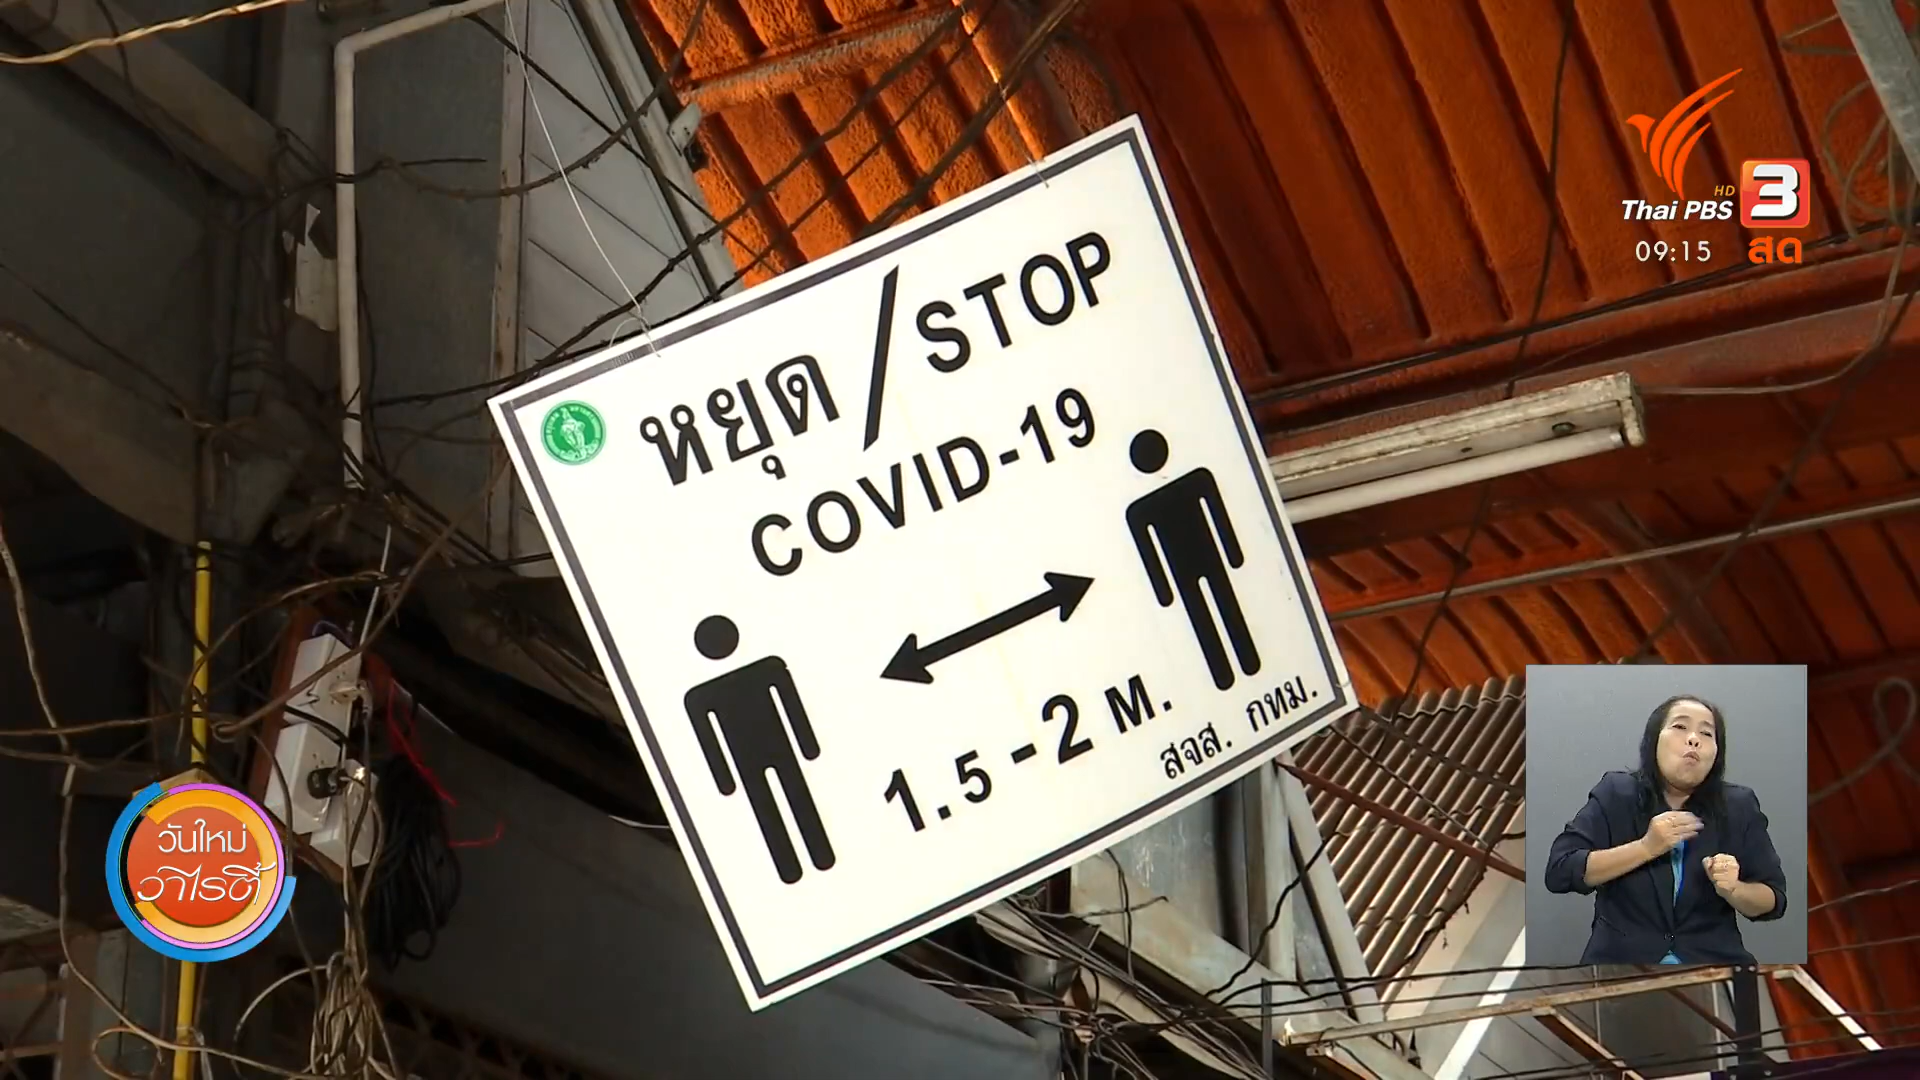 หยุด / STOP
COVID-19
1.5 - 2 ม.
สจส. กทม.
HD
Thai PBS 3
09:15 สด
วันใหม่
วาไรตี้